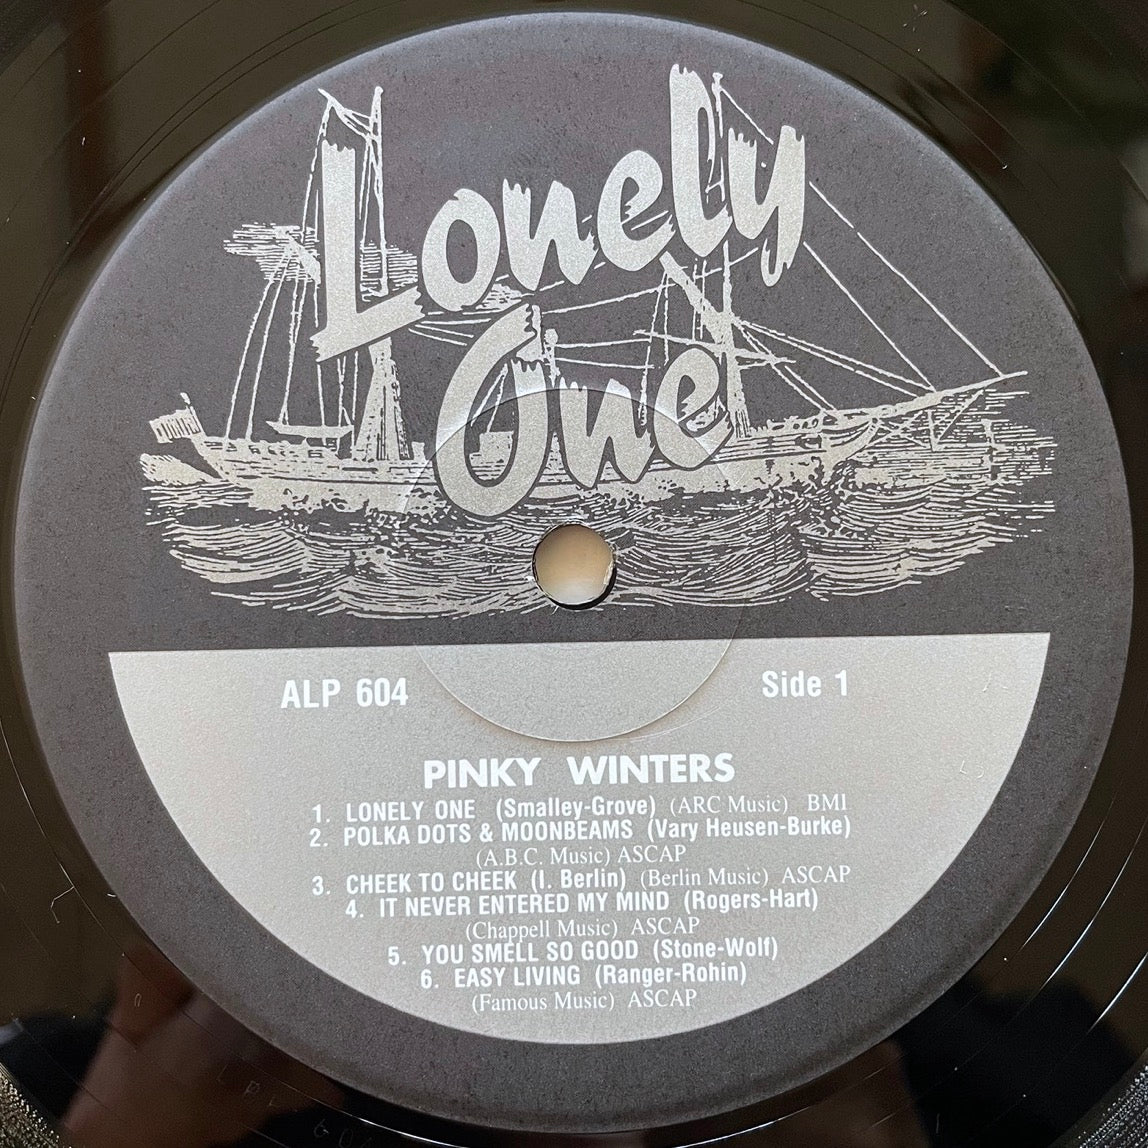 Lonely
One
ALP 604
Side 1
PINKY WINTERS
1. LONELY ONE (Smalley-Grove) (ARC Music) BMI
2. POLKA DOTS & MOONBEAMS (Vary Heusen-Burke)
(A.B.C. Music) ASCAP
3. CHEEK TO CHEEK (I. Berlin) (Berlin Music) ASCAP
4. IT NEVER ENTERED MY MIND (Rogers-Hart)
(Chappell Music) ASCAP
5. YOU SMELL SO GOOD (Stone-Wolf)
6. EASY LIVING (Ranger-Rohin)
(Famous Music) ASCAP